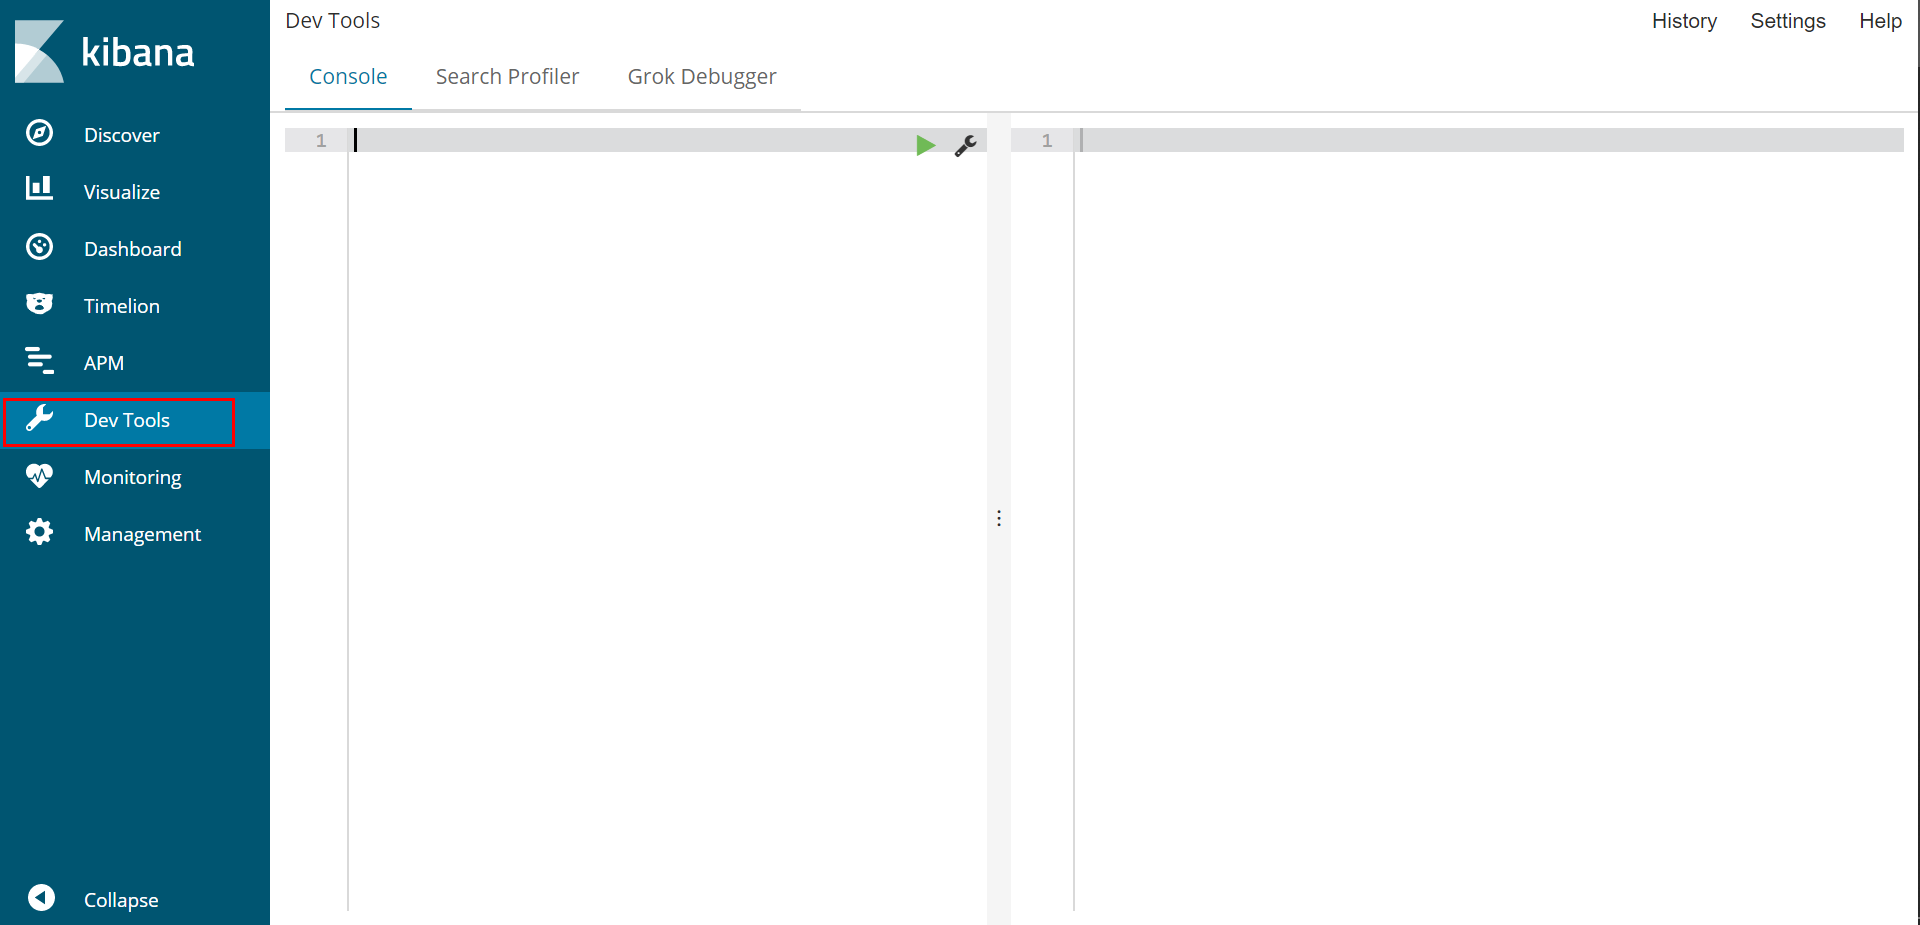 kibana
Discover
Visualize
Dashboard
Timelion
APM
Dev Tools
Monitoring
Management
Collapse
Dev Tools
History Settings Help
Console Search Profiler Grok Debugger
1
1